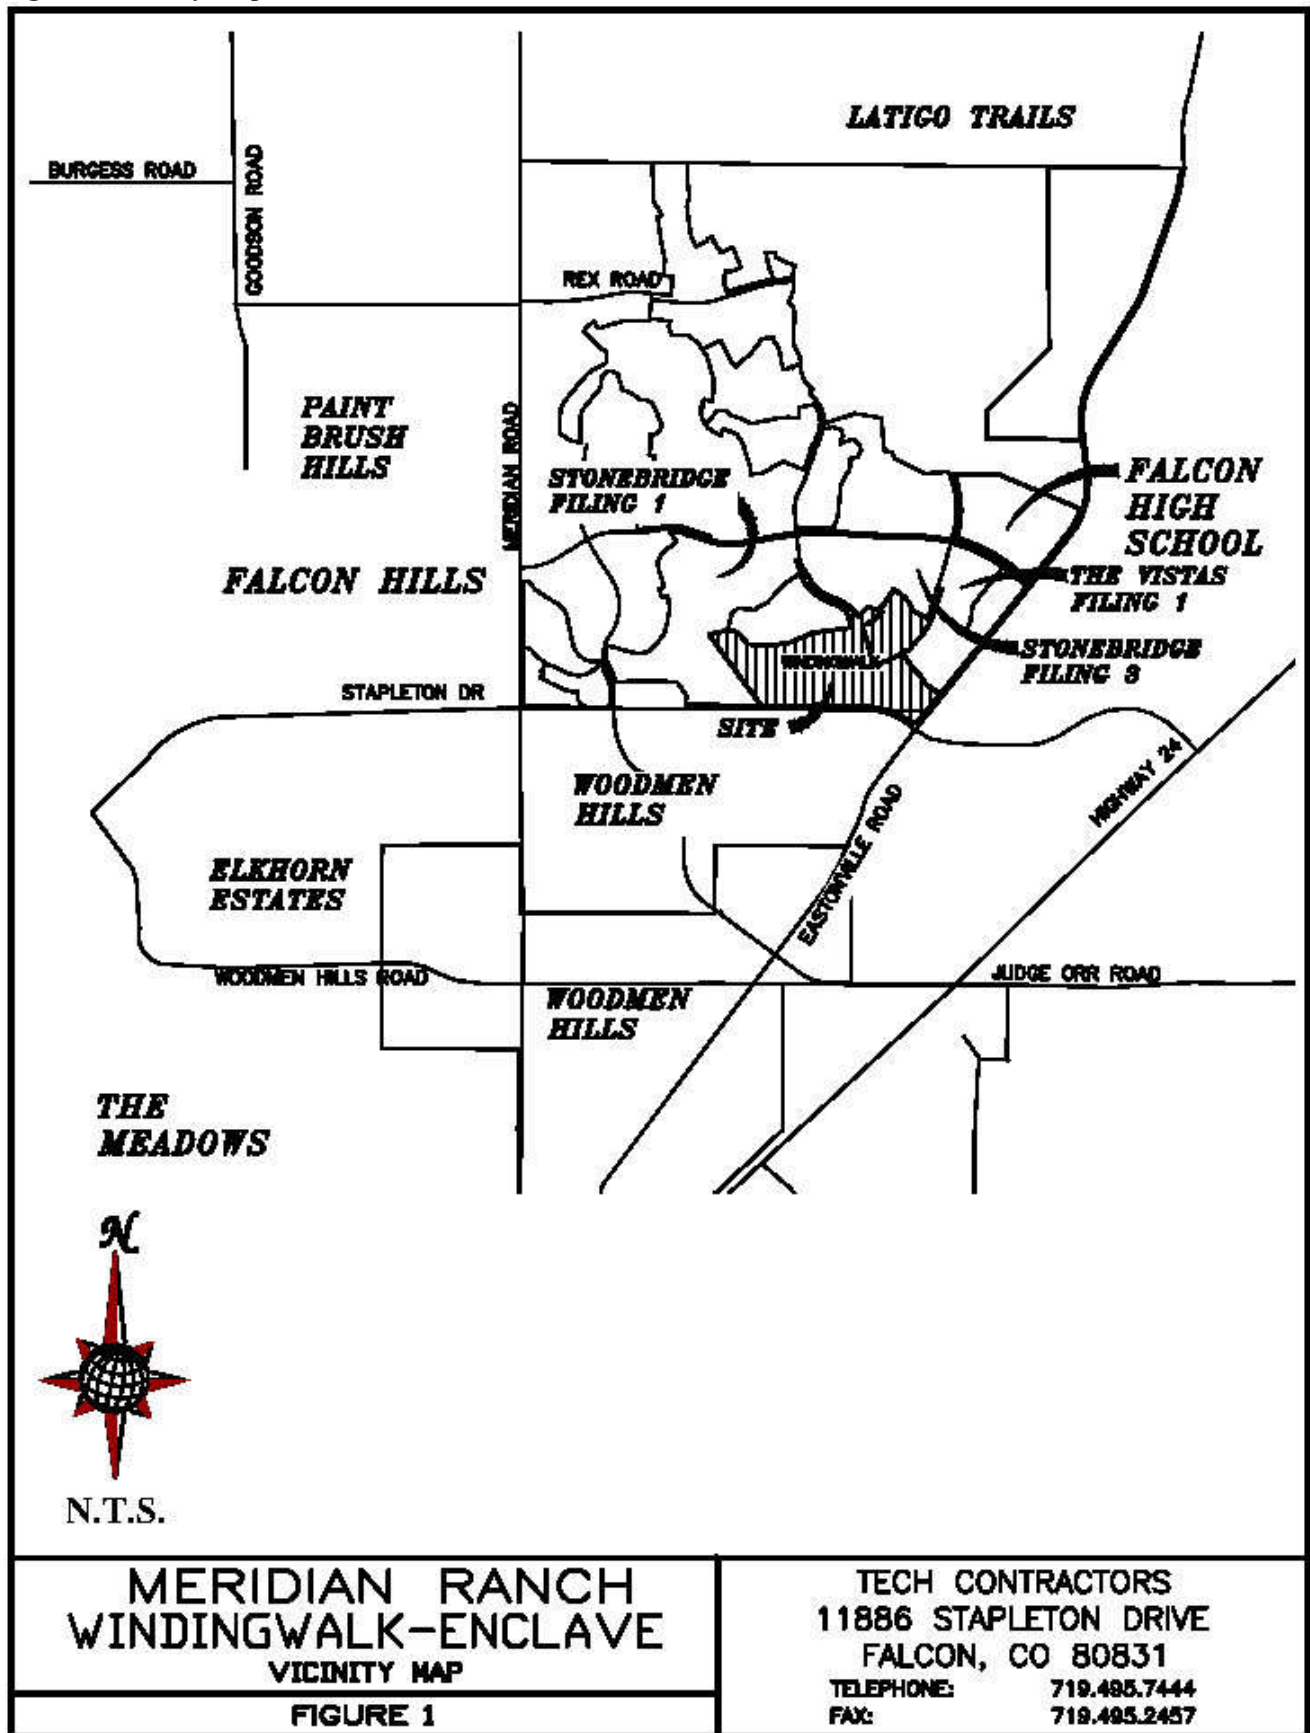 LATIGO TRAILS
BURGESS ROAD
GOODSON ROAD
REX ROAD
PAINT
BRUSH
HILLS
MERIDIAN ROAD
STONEBRIDGE
FILING 1
FALCON
HIGH
SCHOOL
FALCON HILLS
THE VISTAS
FILING 1
STONEBRIDGE
FILING 3
WINDINGWALK
STAPLETON DR
SITE
HIGHWAY 24
WOODMEN
HILLS
EASTONVILLE ROAD
ELKHORN
ESTATES
WOODMEN HILLS ROAD
JUDGE ORR ROAD
WOODMEN
HILLS
THE
MEADOWS
N
N.T.S.
MERIDIAN RANCH
WINDINGWALK-ENCLAVE
VICINITY MAP
FIGURE 1
TECH CONTRACTORS
11886 STAPLETON DRIVE
FALCON, CO 80831
TELEPHONE: 719.495.7444
FAX: 719.495.2457